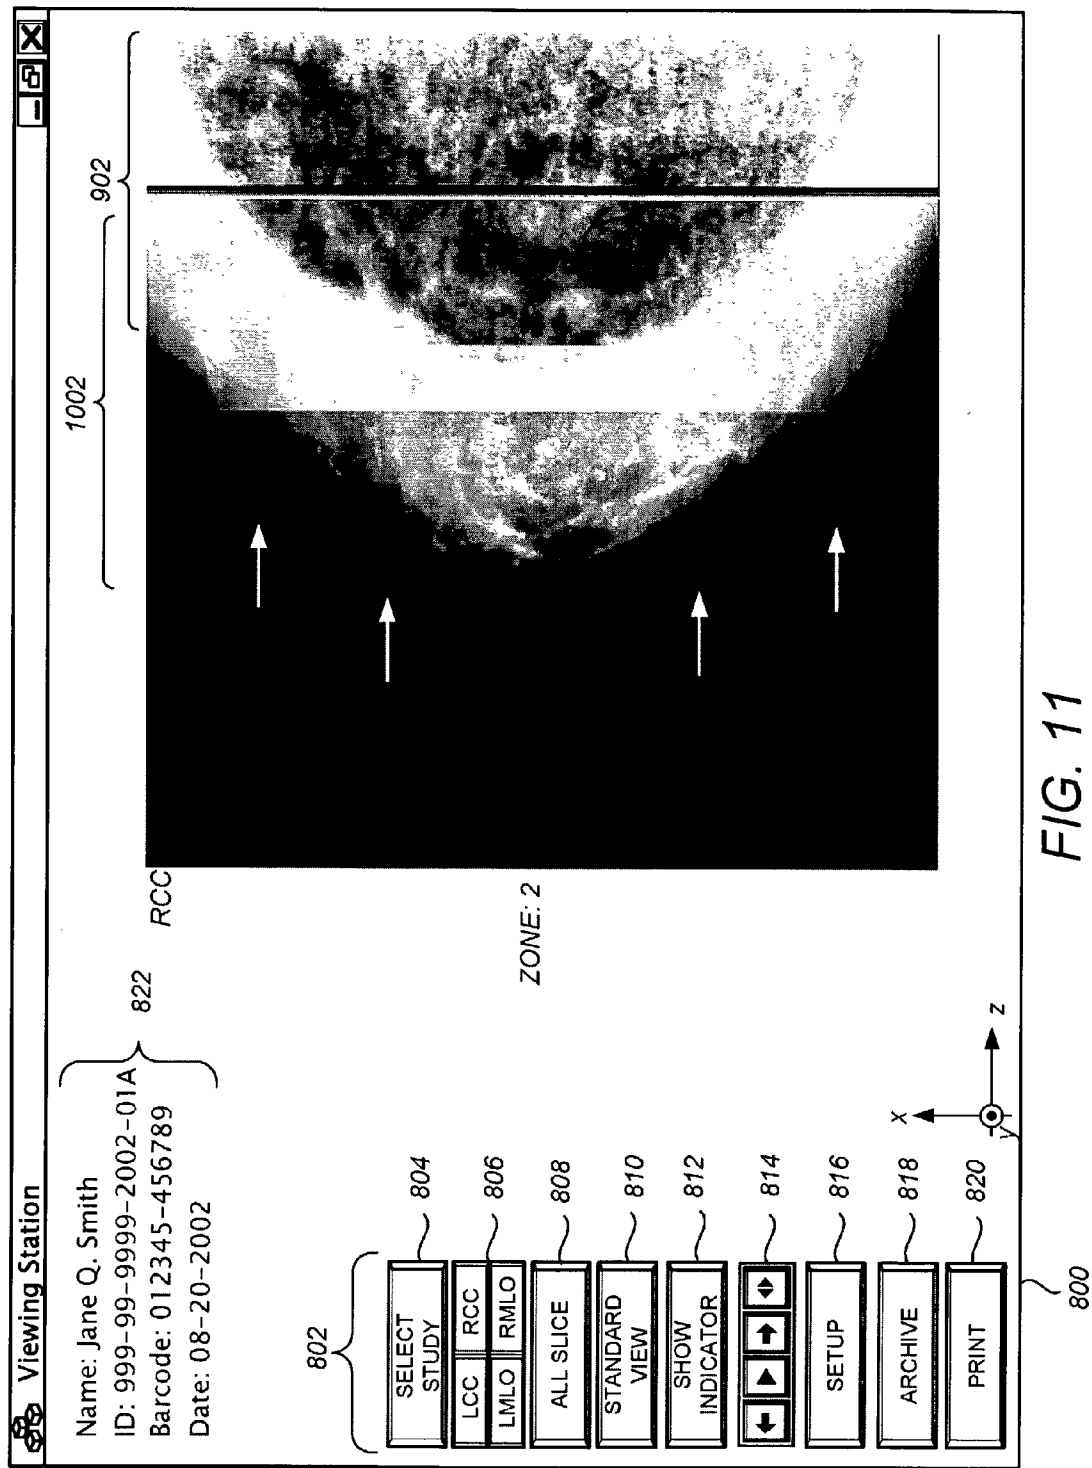 Viewing Station
Name: Jane Q. Smith
ID: 999-99-9999-2002-01A
Barcode: 012345-456789
Date: 08-20-2002
822
RCC
1002
902
ZONE: 2
802
SELECT STUDY
804
LCC
RCC
LMLO
RMLO
806
ALL SLICE
808
STANDARD VIEW
810
SHOW INDICATOR
812
814
SETUP
816
ARCHIVE
818
PRINT
820
x
y
z
800
FIG. 11